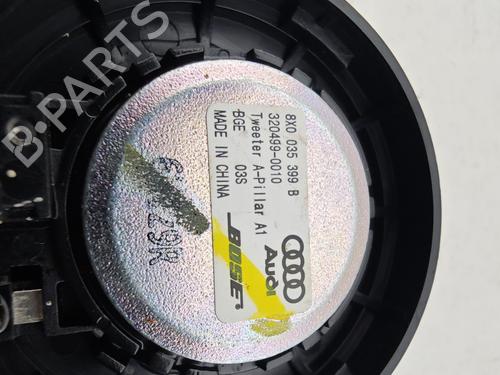 8X0 035 399 B
320499-0010
Tweeter A-Pillar A1
BGE 03S
MADE IN CHINA
Audi
BOSE
B-PARTS